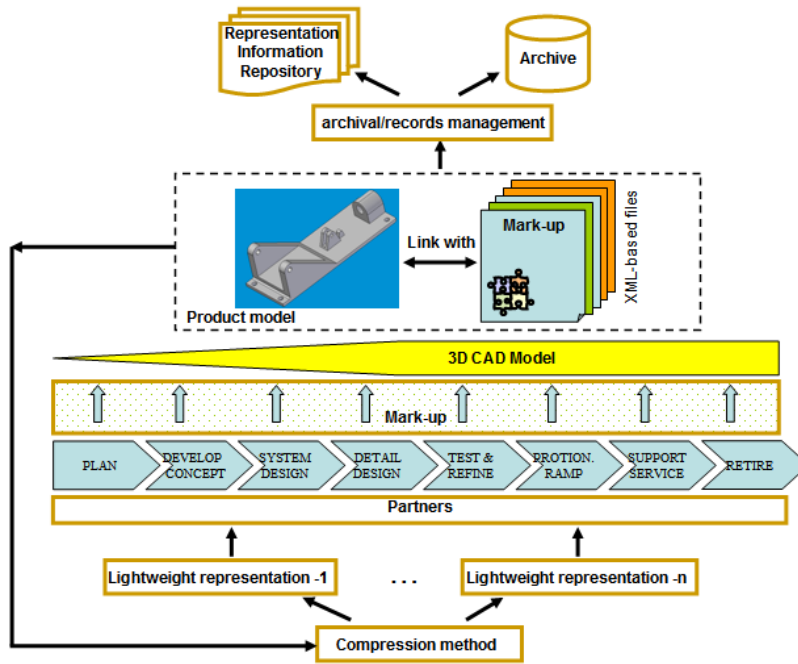 Representation
Information
Repository
Archive
archival/records management
Link with
Mark-up
XML-based files
Product model
3D CAD Model
Mark-up
PLAN
DEVELOP
CONCEPT
SYSTEM
DESIGN
DETAIL
DESIGN
TEST &
REFINE
PROTION.
RAMP
SUPPORT
SERVICE
RETIRE
Partners
Lightweight representation -1
. . .
Lightweight representation -n
Compression method